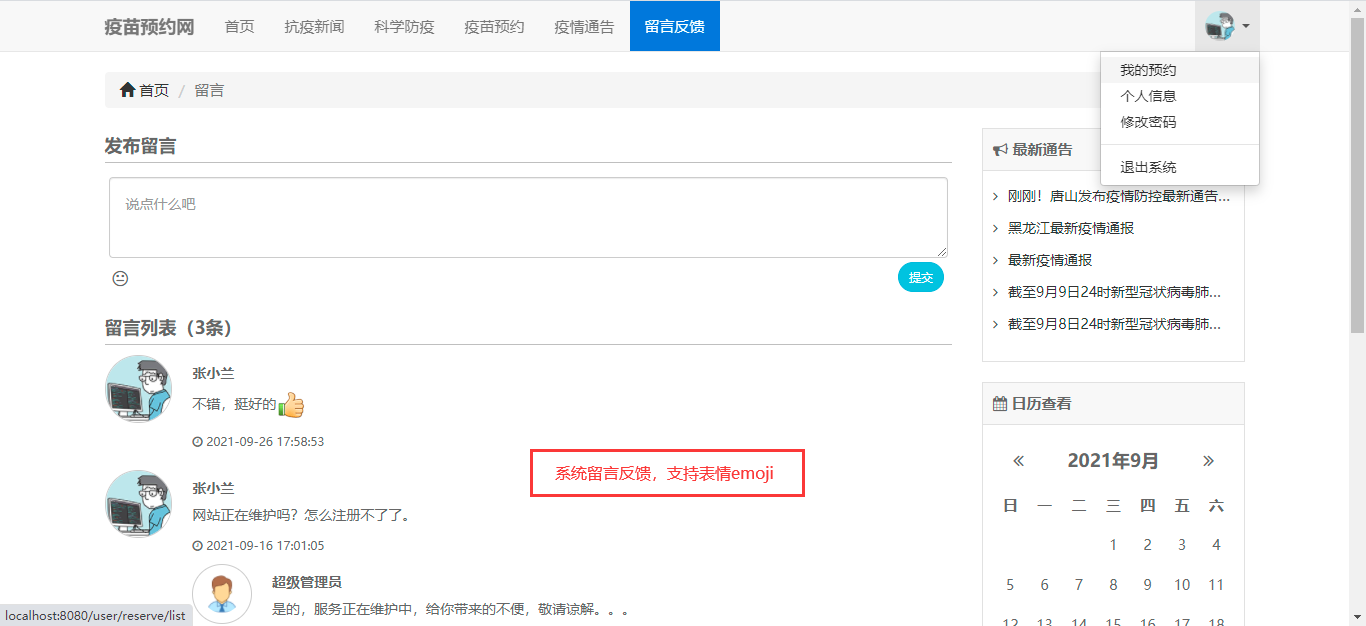 疫苗预约网 首页 抗疫新闻 科学防疫 疫苗预约 疫情通告 留言反馈
我的预约
个人信息
修改密码
退出系统
首页 / 留言
发布留言
说点什么吧
提交
留言列表（3条）
张小兰
不错，挺好的
2021-09-26 17:58:53
张小兰
网站正在维护吗？怎么注册不了了。
2021-09-16 17:01:05
超级管理员
是的，服务正在维护中，给你带来的不便，敬请谅解。。。
系统留言反馈，支持表情emoji
最新通告
刚刚！唐山发布疫情防控最新通告...
黑龙江最新疫情通报
最新疫情通报
截至9月9日24时新型冠状病毒肺...
截至9月8日24时新型冠状病毒肺...
日历查看
« 2021年9月 »
日 一 二 三 四 五 六
1 2 3 4
5 6 7 8 9 10 11
12 13 14 15 16 17 18
localhost:8080/user/reserve/list